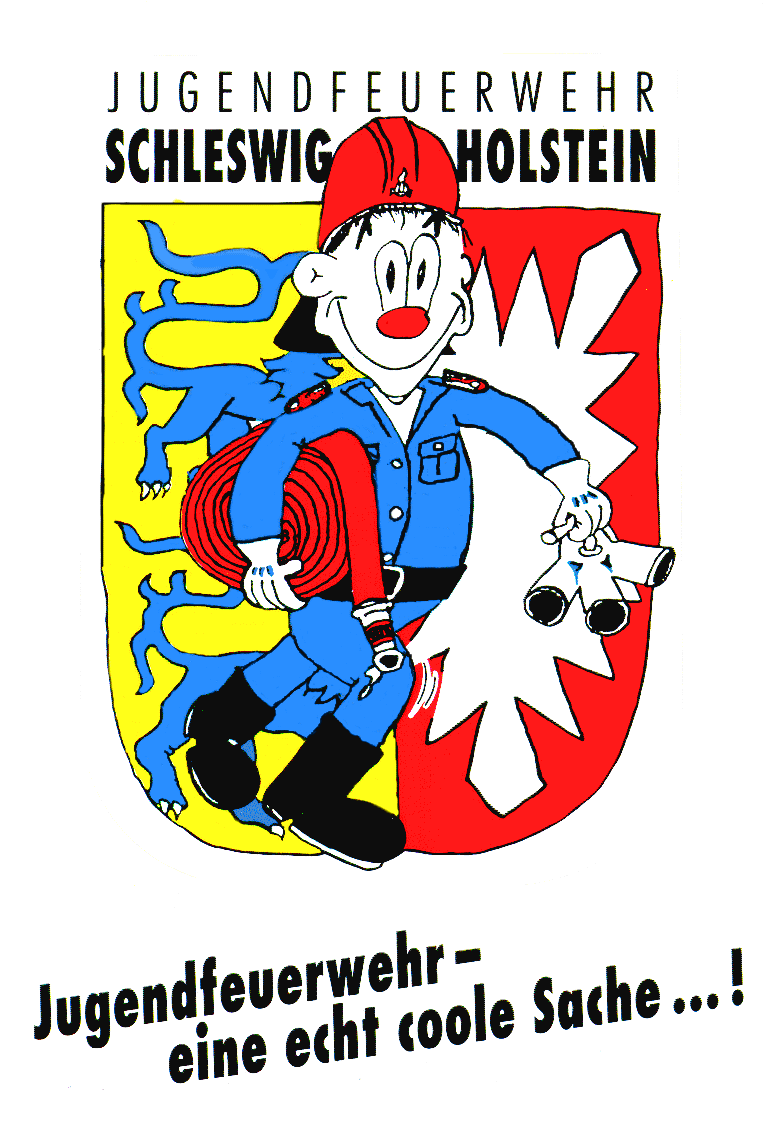 JUGENDFEUERWEHR
SCHLESWIG HOLSTEIN
Jugendfeuerwehr –
eine echt coole Sache ... !